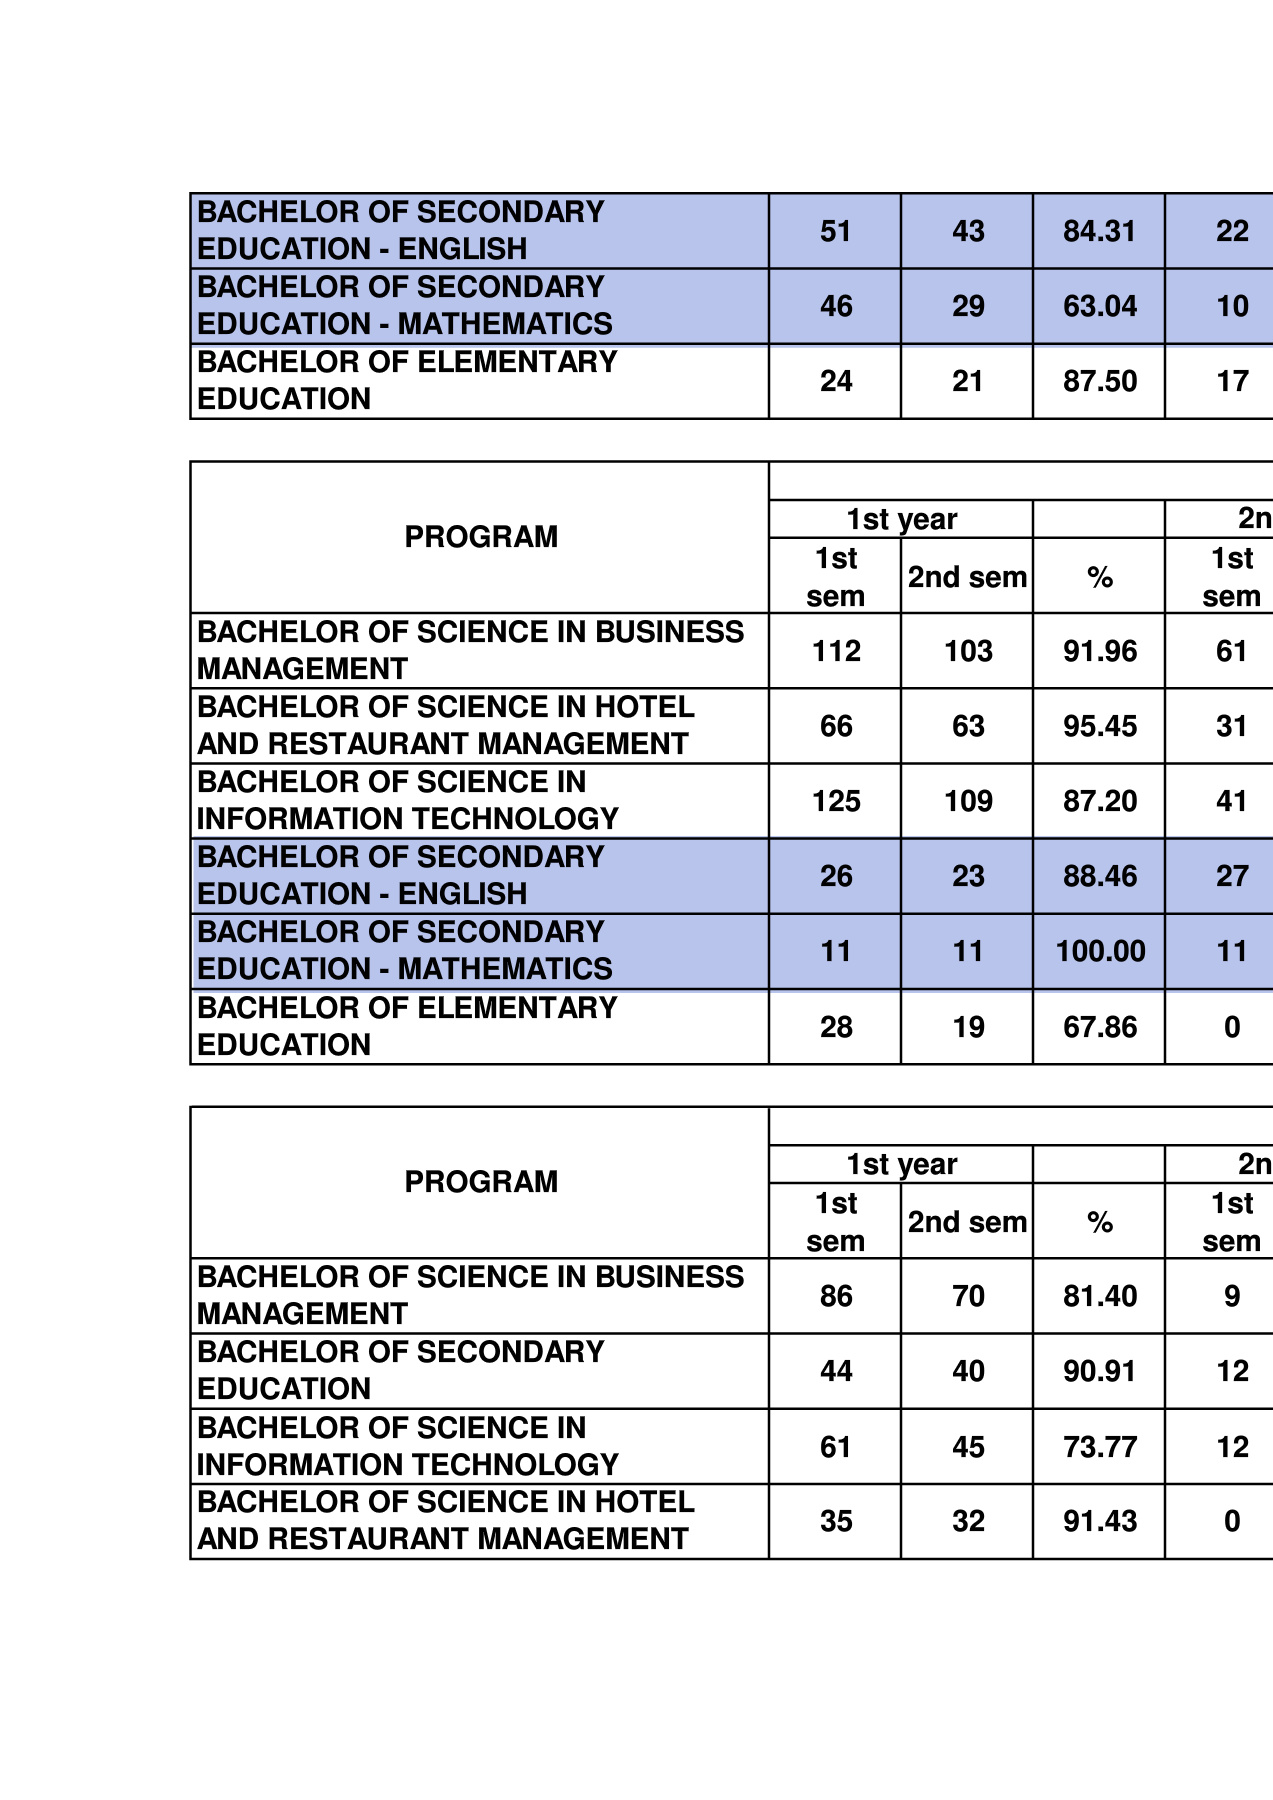 BACHELOR OF SECONDARY
EDUCATION - ENGLISH
51 43 84.31 22
BACHELOR OF SECONDARY
EDUCATION - MATHEMATICS
46 29 63.04 10
BACHELOR OF ELEMENTARY
EDUCATION
24 21 87.50 17
PROGRAM
1st year 2n
1st
sem
2nd sem
%
1st
sem
BACHELOR OF SCIENCE IN BUSINESS
MANAGEMENT
112 103 91.96 61
BACHELOR OF SCIENCE IN HOTEL
AND RESTAURANT MANAGEMENT
66 63 95.45 31
BACHELOR OF SCIENCE IN
INFORMATION TECHNOLOGY
125 109 87.20 41
BACHELOR OF SECONDARY
EDUCATION - ENGLISH
26 23 88.46 27
BACHELOR OF SECONDARY
EDUCATION - MATHEMATICS
11 11 100.00 11
BACHELOR OF ELEMENTARY
EDUCATION
28 19 67.86 0
PROGRAM
1st year 2n
1st
sem
2nd sem
%
1st
sem
BACHELOR OF SCIENCE IN BUSINESS
MANAGEMENT
86 70 81.40 9
BACHELOR OF SECONDARY
EDUCATION
44 40 90.91 12
BACHELOR OF SCIENCE IN
INFORMATION TECHNOLOGY
61 45 73.77 12
BACHELOR OF SCIENCE IN HOTEL
AND RESTAURANT MANAGEMENT
35 32 91.43 0